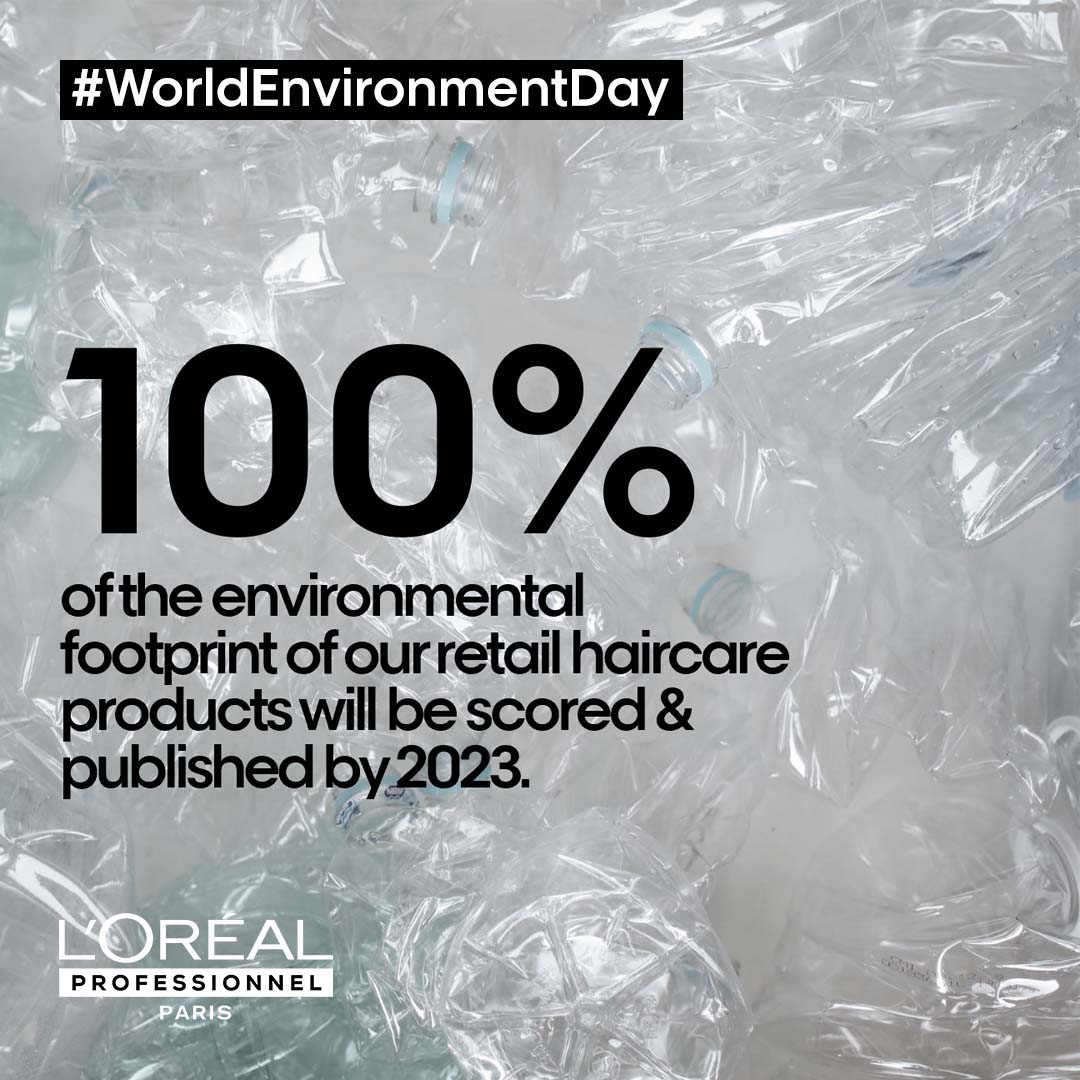 #WorldEnvironmentDay
100%
of the environmental
footprint of our retail haircare
products will be scored &
published by 2023.
L'ORÉAL
PROFESSIONNEL
PARIS